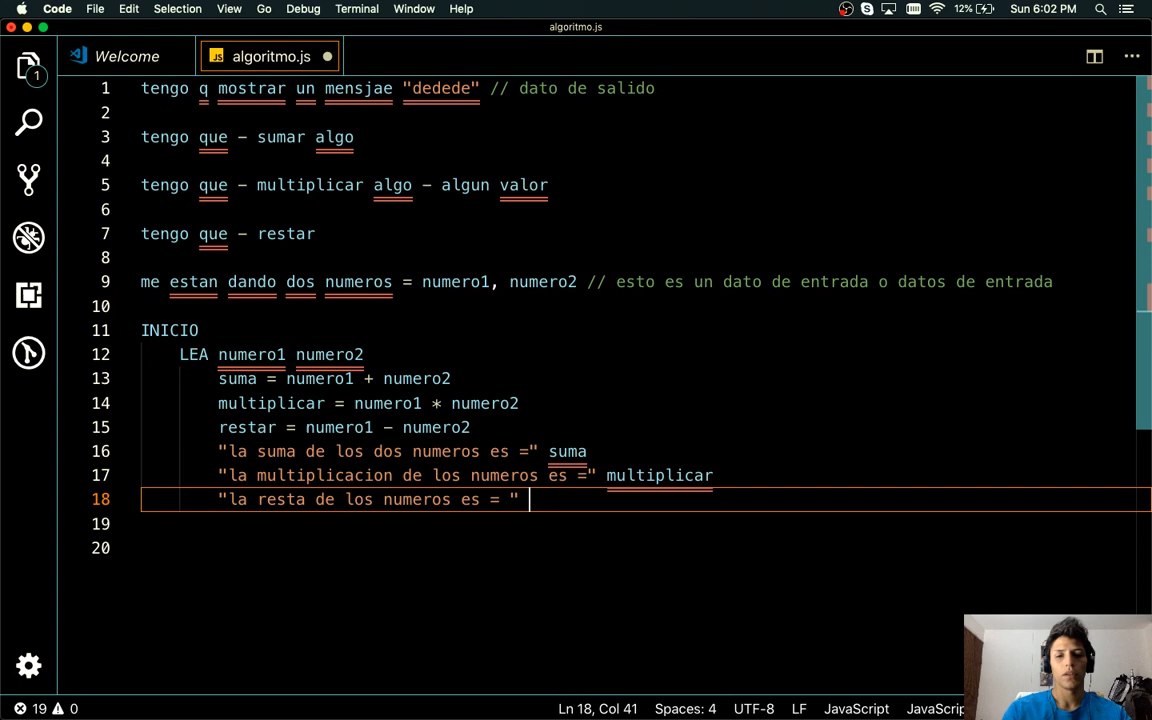 Code File Edit Selection View Go Debug Terminal Window Help 12% Sun 6:02 PM
algoritmo.js
Welcome JS algoritmo.js
1
1 tengo q mostrar un mensjae "dedede" // dato de salido
2
3 tengo que - sumar algo
4
5 tengo que - multiplicar algo - algun valor
6
7 tengo que - restar
8
9 me estan dando dos numeros = numero1, numero2 // esto es un dato de entrada o datos de entrada
10
11 INICIO
12 LEA numero1 numero2
13 suma = numero1 + numero2
14 multiplicar = numero1 * numero2
15 restar = numero1 - numero2
16 "la suma de los dos numeros es =" suma
17 "la multiplicacion de los numeros es =" multiplicar
18 "la resta de los numeros es = "
19
20
19 0 Ln 18, Col 41 Spaces: 4 UTF-8 LF JavaScript JavaScrip